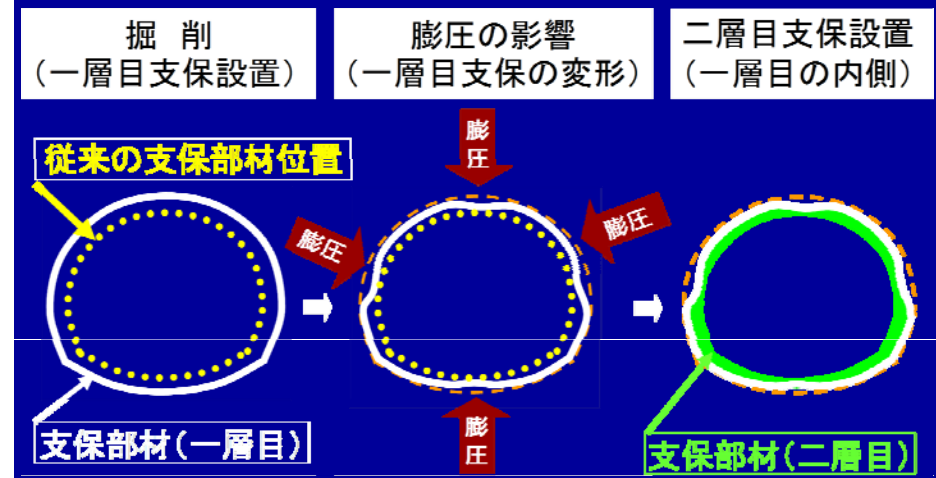 掘 削
（一層目支保設置）
膨圧の影響
（一層目支保の変形）
二層目支保設置
（一層目の内側）
従来の支保部材位置
膨圧
膨圧
膨圧
膨圧
支保部材（一層目）
支保部材（二層目）